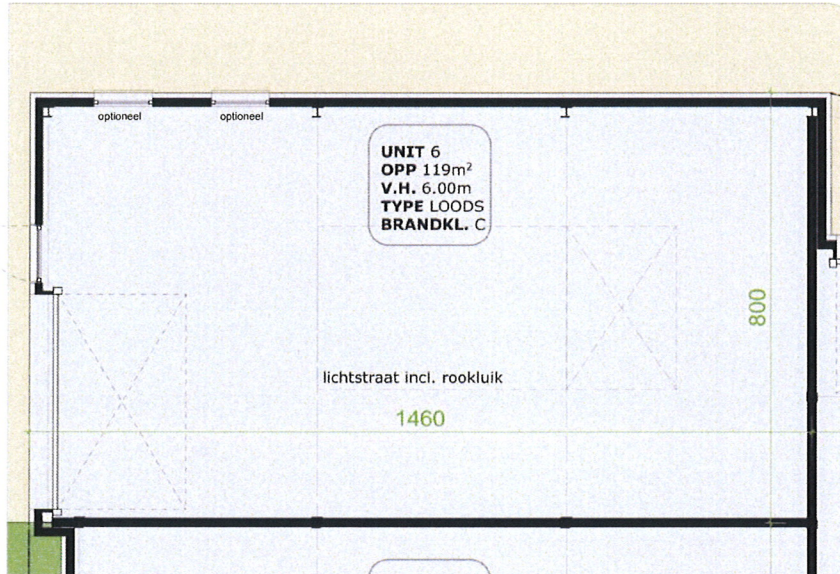 optioneel
optioneel
UNIT 6
OPP 119m²
V.H. 6.00m
TYPE LOODS
BRANDKL. C
800
lichtstraat incl. rookluik
1460